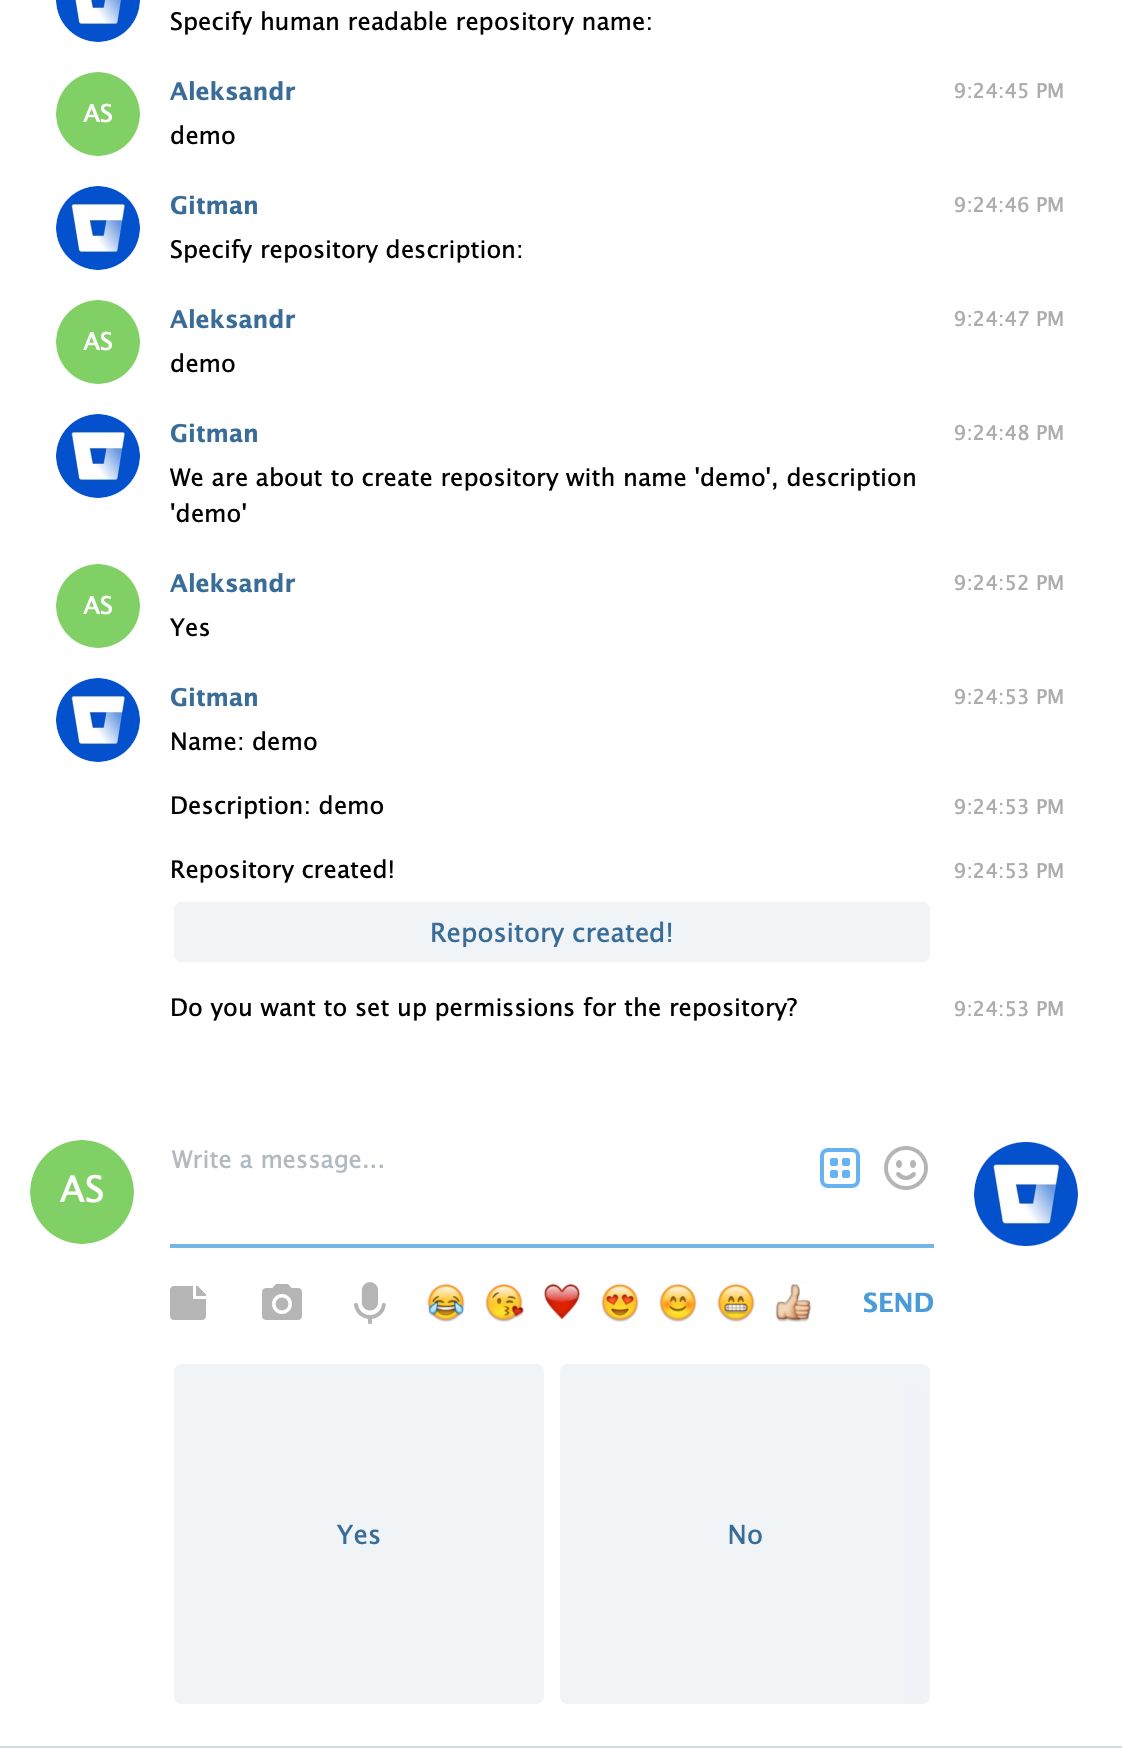 Specify human readable repository name:
AS
Aleksandr
9:24:45 PM
demo
Gitman
9:24:46 PM
Specify repository description:
AS
Aleksandr
9:24:47 PM
demo
Gitman
9:24:48 PM
We are about to create repository with name 'demo', description
'demo'
AS
Aleksandr
9:24:52 PM
Yes
Gitman
9:24:53 PM
Name: demo
Description: demo
9:24:53 PM
Repository created!
9:24:53 PM
Repository created!
Do you want to set up permissions for the repository?
9:24:53 PM
AS
Write a message...
SEND
Yes
No